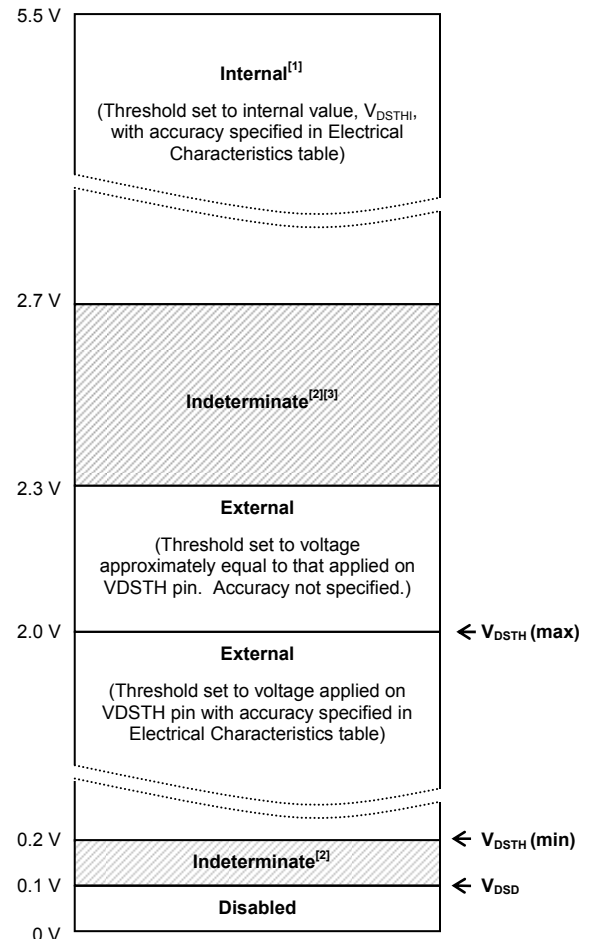 5.5 V
Internal[1]
(Threshold set to internal value, VDSTHI,
with accuracy specified in Electrical
Characteristics table)
2.7 V
Indeterminate[2][3]
2.3 V
External
(Threshold set to voltage
approximately equal to that applied on
VDSTH pin. Accuracy not specified.)
2.0 V
← VDSTH (max)
External
(Threshold set to voltage applied on
VDSTH pin with accuracy specified in
Electrical Characteristics table)
0.2 V
← VDSTH (min)
Indeterminate[2]
0.1 V
← VDSD
Disabled
0 V